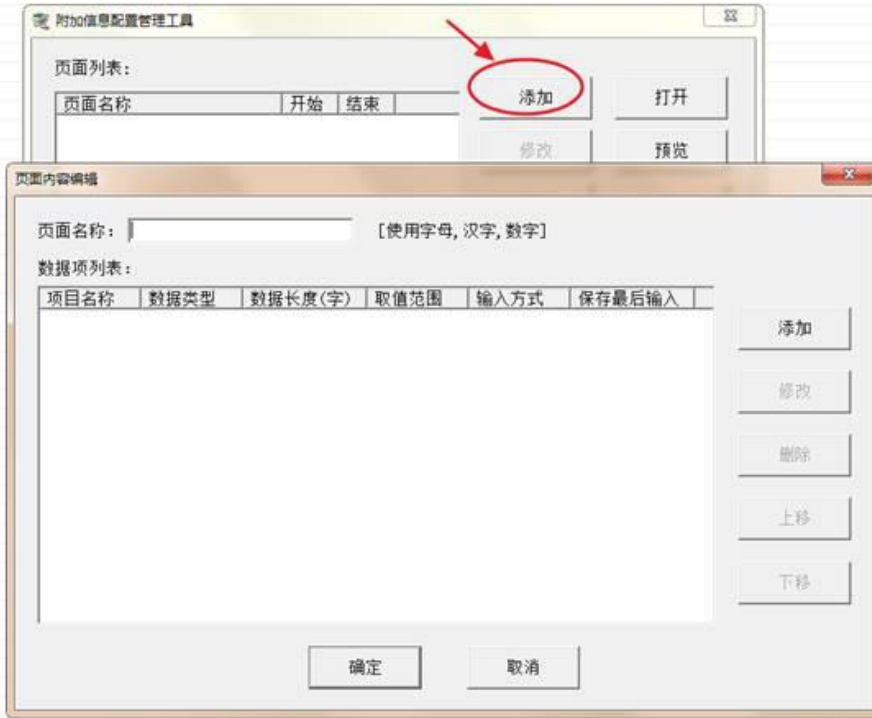 附加信息配置管理工具
页面列表:
页面名称 开始 结束
添加 打开
修改 预览
页面内容编辑
页面名称: [使用字母,汉字,数字]
数据项列表:
项目名称 数据类型 数据长度(字) 取值范围 输入方式 保存最后输入
添加
修改
删除
上移
下移
确定 取消